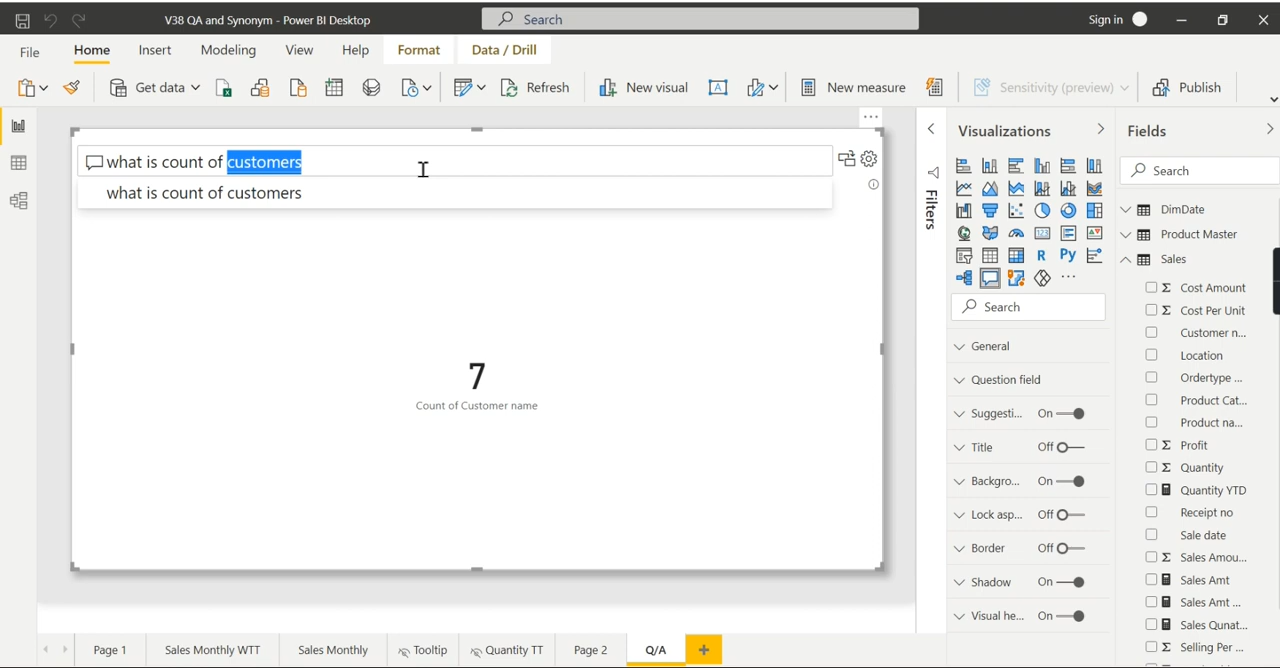 V38 QA and Synonym - Power BI Desktop
Search
Sign in
File
Home
Insert
Modeling
View
Help
Format
Data / Drill
Get data
Refresh
New visual
New measure
Sensitivity (preview)
Publish
what is count of customers
what is count of customers
7
Count of Customer name
Filters
Visualizations
R
Py
123
Search
General
Question field
Suggesti... On
Title Off
Backgro... On
Lock asp... Off
Border Off
Shadow On
Visual he... On
Fields
Search
DimDate
Product Master
Sales
Cost Amount
Cost Per Unit
Customer n...
Location
Ordertype ...
Product Cat...
Product na...
Profit
Quantity
Quantity YTD
Receipt no
Sale date
Sales Amou...
Sales Amt
Sales Amt ...
Sales Qunat...
Selling Per ...
Page 1
Sales Monthly WTT
Sales Monthly
Tooltip
Quantity TT
Page 2
Q/A